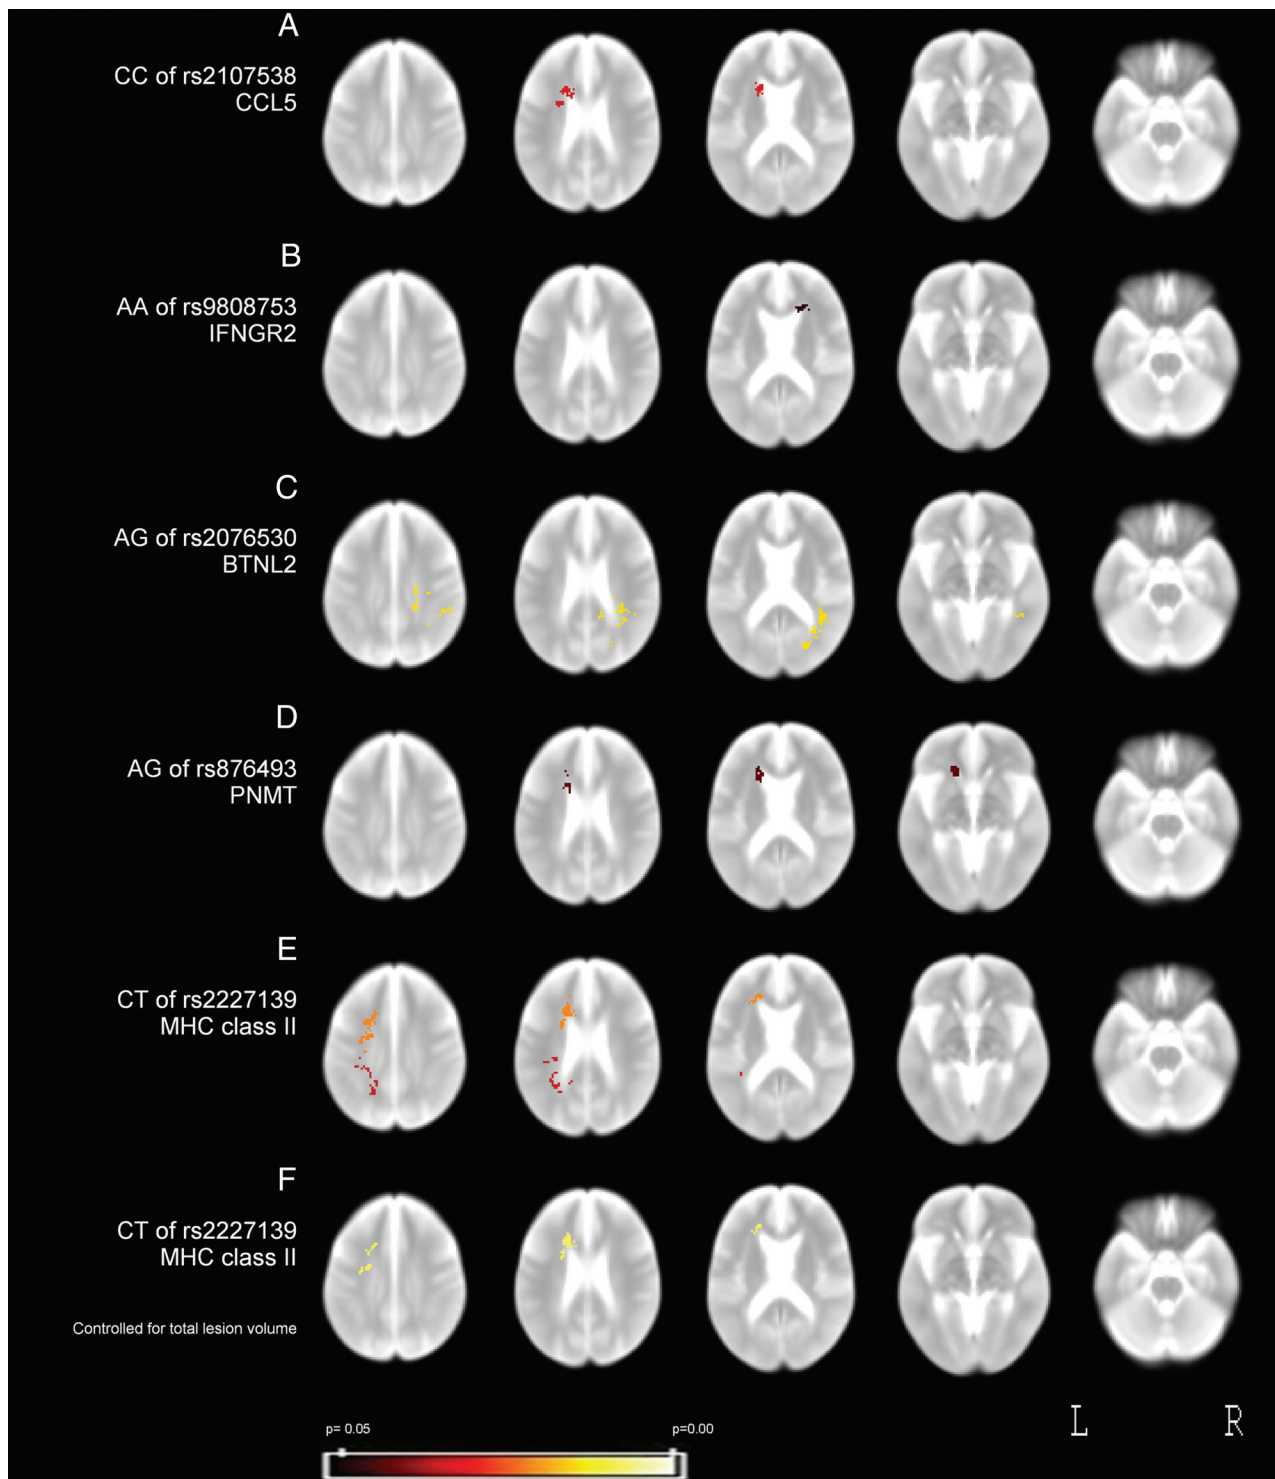 A
CC of rs2107538
CCL5
B
AA of rs9808753
IFNGR2
C
AG of rs2076530
BTNL2
D
AG of rs876493
PNMT
E
CT of rs2227139
MHC class II
F
CT of rs2227139
MHC class II
Controlled for total lesion volume
p= 0.05 p=0.00
L R